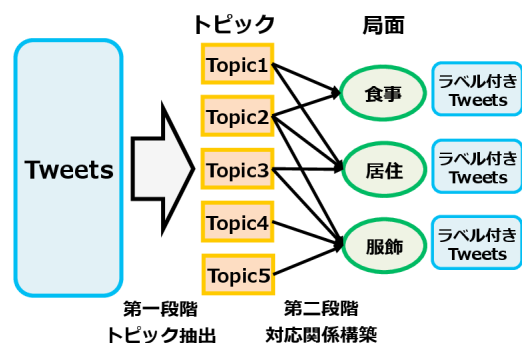 トピック
局面
Tweets
Topic1
Topic2
Topic3
Topic4
Topic5
食事
居住
服飾
ラベル付き
Tweets
ラベル付き
Tweets
ラベル付き
Tweets
第一段階
トピック抽出
第二段階
対応関係構築